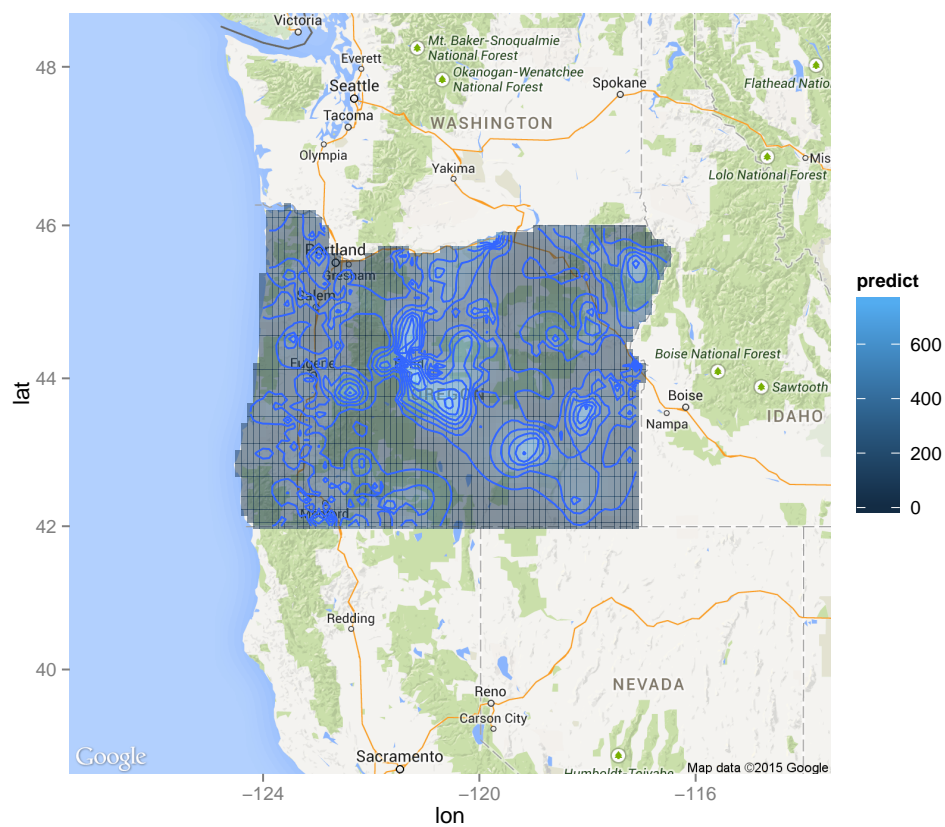 Victoria
Mt. Baker-Snoqualmie
National Forest
Everett
48
Okanogan-Wenatchee
National Forest
Seattle
Spokane
Flathead Natio
Tacoma
WASHINGTON
Olympia
Mis
Yakima
Lolo National Forest
46
Portland
Gresham
predict
Salem
600
Boise National Forest
Eugene
44
Sawtooth
lat
OREGON
Boise
400
Nampa
IDAHO
200
Medford
0
42
Redding
40
NEVADA
Reno
Carson City
Sacramento
Google
Humboldt-Toiyabe
Map data ©2015 Google
−124
−120
−116
lon